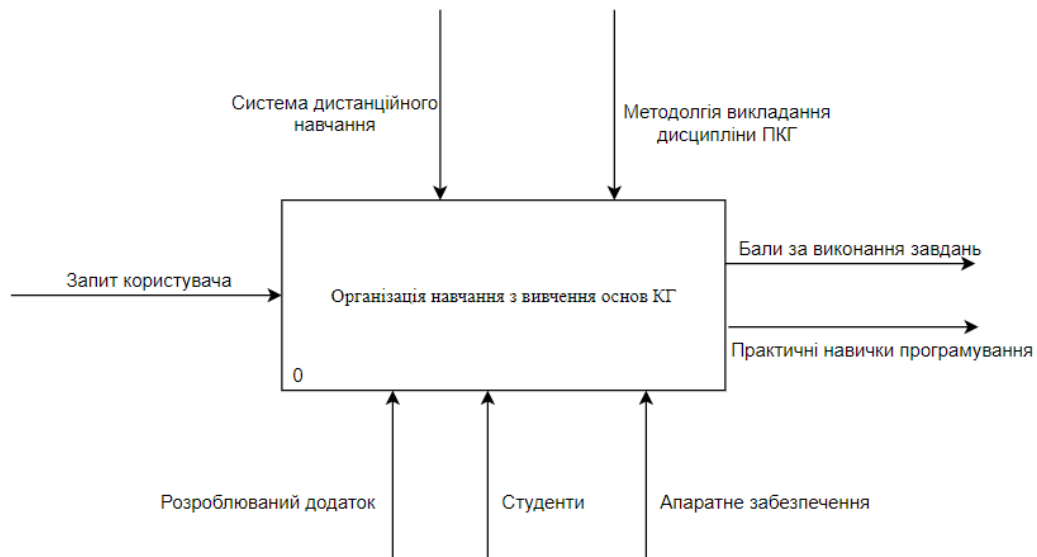 Система дистанційного
навчання
Методолгія викладання
дисципліни ПКГ
Запит користувача
Організація навчання з вивчення основ КГ
0
Бали за виконання завдань
Практичні навички програмування
Розроблюваний додаток
Студенти
Апаратне забезпечення